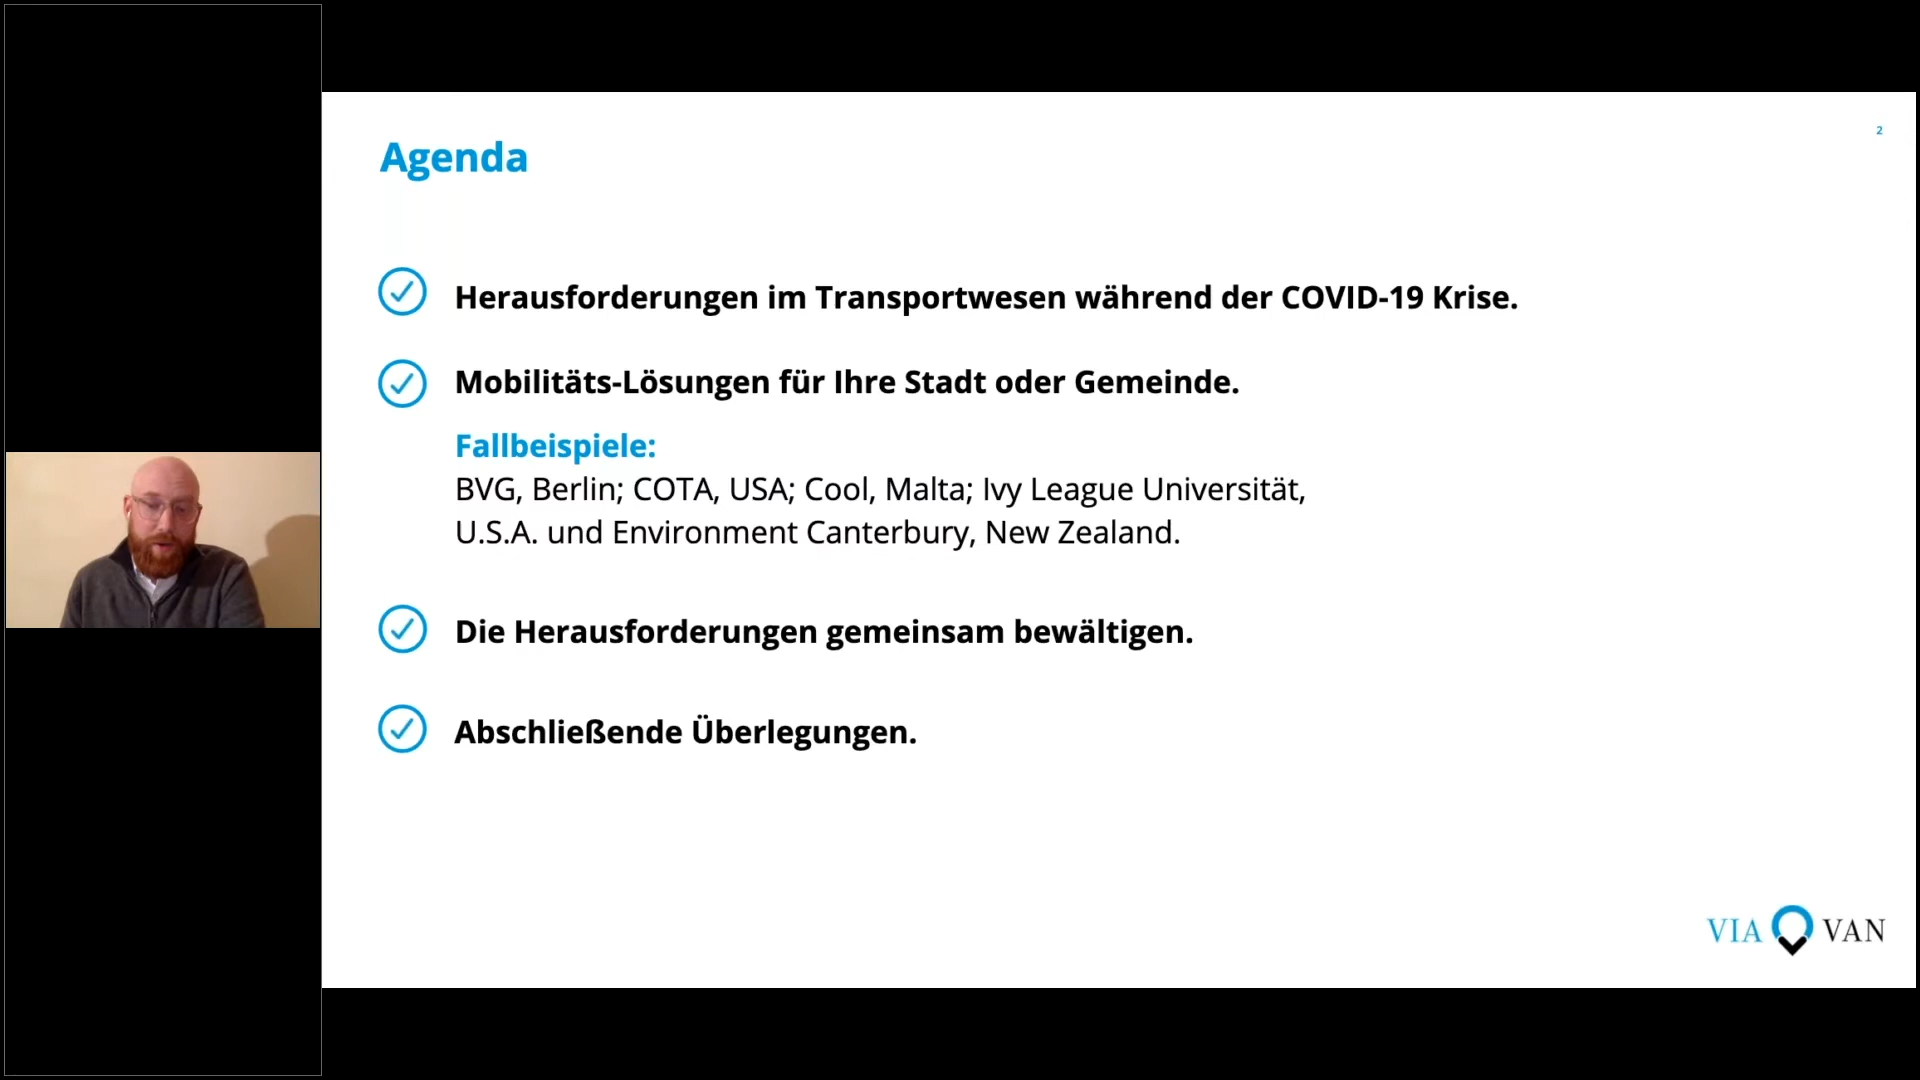 Agenda
2
Herausforderungen im Transportwesen während der COVID-19 Krise.
Mobilitäts-Lösungen für Ihre Stadt oder Gemeinde.
Fallbeispiele:
BVG, Berlin; COTA, USA; Cool, Malta; Ivy League Universität,
U.S.A. und Environment Canterbury, New Zealand.
Die Herausforderungen gemeinsam bewältigen.
Abschließende Überlegungen.
VIA VAN